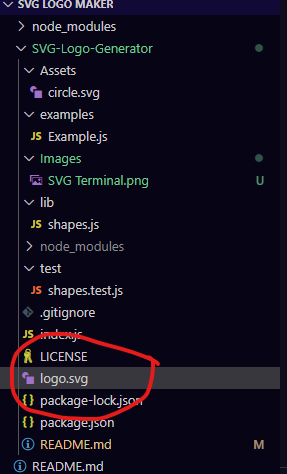 SVG LOGO MAKER
node_modules
SVG-Logo-Generator
Assets
circle.svg
examples
JS Example.js
Images
SVG Terminal.png U
lib
JS shapes.js
node_modules
test
JS shapes.test.js
.gitignore
JS index.js
LICENSE
logo.svg
{ } package-lock.json
{ } package.json
README.md M
README.md